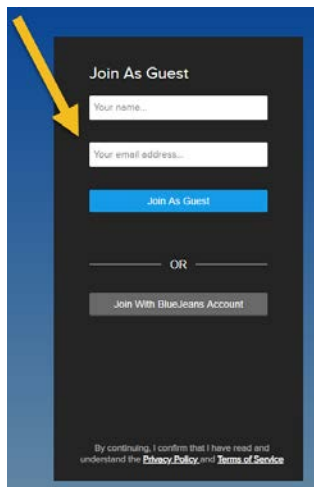 Join As Guest
Your name...
Your email address...
Join As Guest
OR
Join With BlueJeans Account
By continuing, I confirm that I have read and
understand the Privacy Policy and Terms of Service